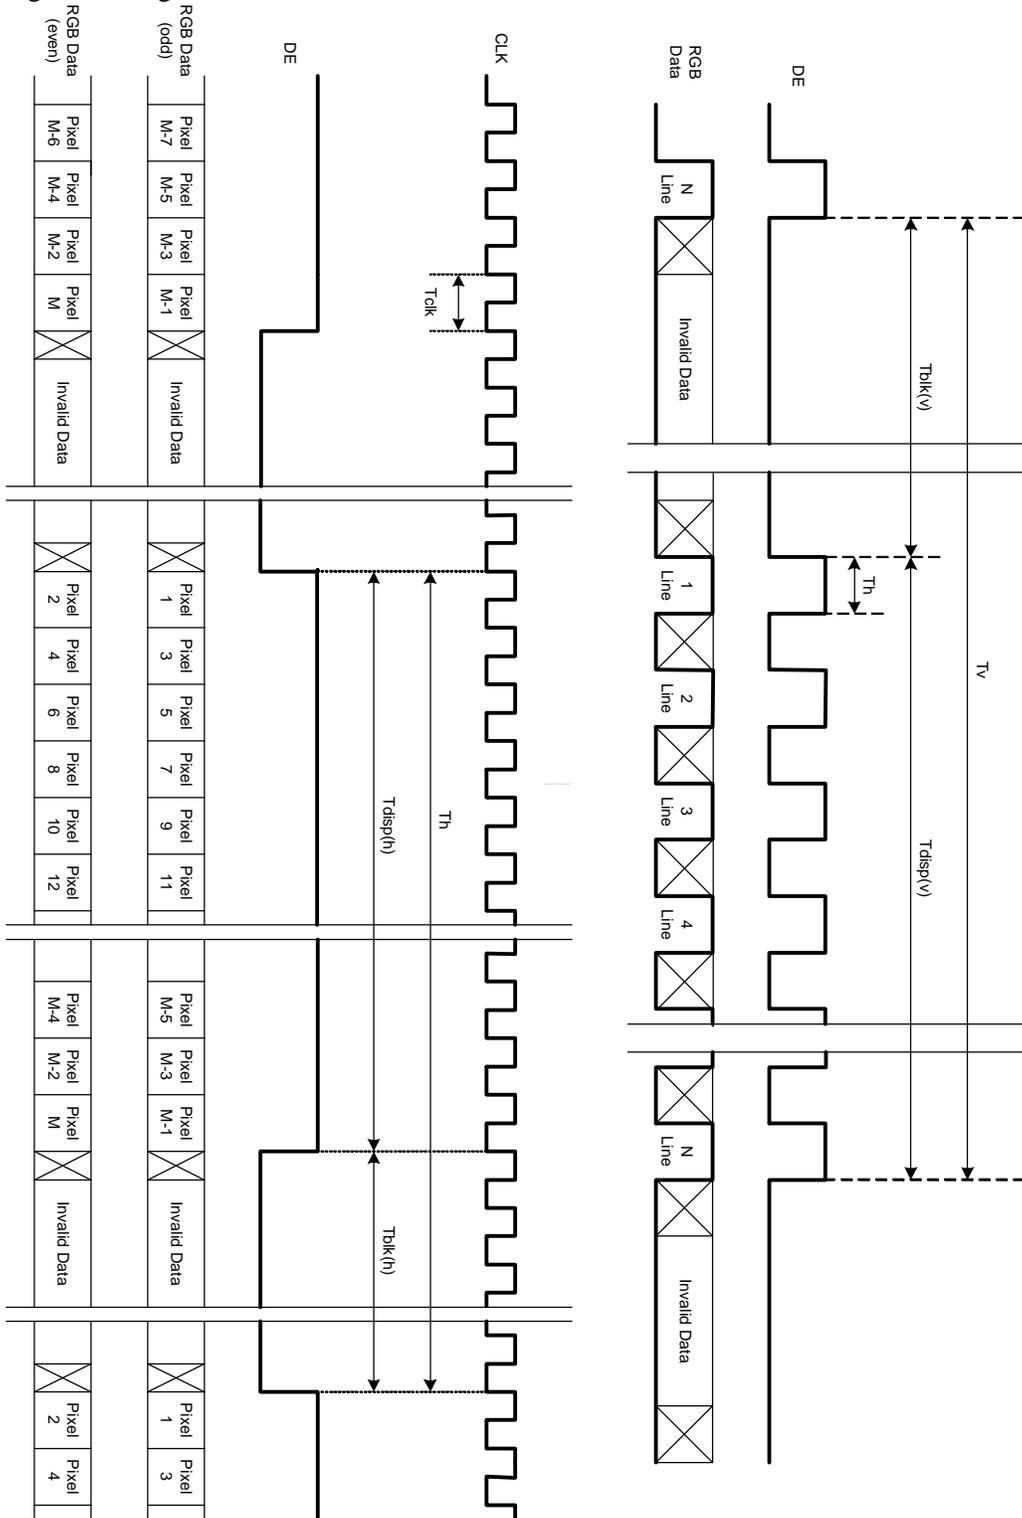 Tv
Tblk(v)
Tdisp(v)
Th
DE
RGB
Data
N
Line
Invalid Data
1
Line
2
Line
3
Line
4
Line
N
Line
Invalid Data
CLK
Tclk
Th
Tdisp(h)
Tblk(h)
DE
RGB Data
(odd)
Pixel
M-7
Pixel
M-5
Pixel
M-3
Pixel
M-1
Invalid Data
Pixel
1
Pixel
3
Pixel
5
Pixel
7
Pixel
9
Pixel
11
Pixel
M-5
Pixel
M-3
Pixel
M-1
Invalid Data
Pixel
1
Pixel
3
RGB Data
(even)
Pixel
M-6
Pixel
M-4
Pixel
M-2
Pixel
M
Invalid Data
Pixel
2
Pixel
4
Pixel
6
Pixel
8
Pixel
10
Pixel
12
Pixel
M-4
Pixel
M-2
Pixel
M
Invalid Data
Pixel
2
Pixel
4